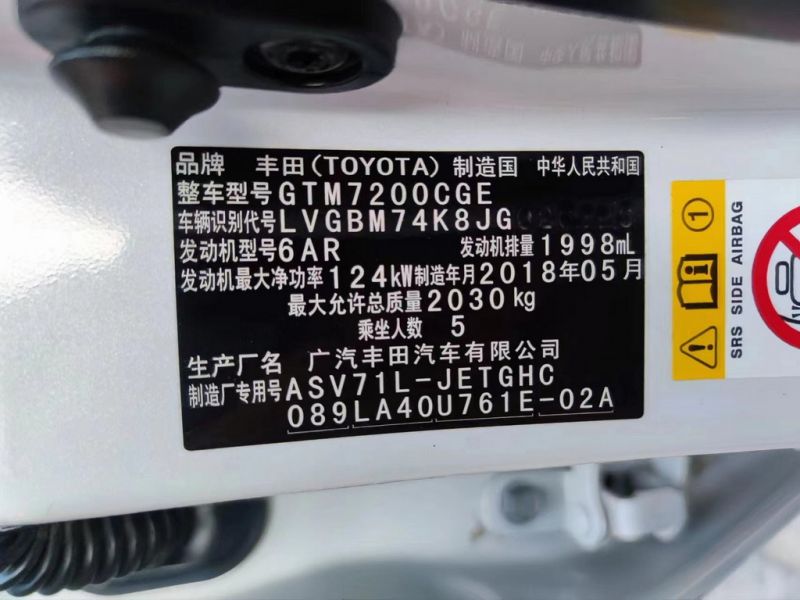 品牌 丰田(TOYOTA) 制造国 中华人民共和国
整车型号GTM7200CGE
车辆识别代号LVGBM74K8JG
发动机型号6AR 发动机排量1998mL
发动机最大净功率124kW制造年月2018年05月
最大允许总质量2030kg
乘坐人数 5
生产厂名 广汽丰田汽车有限公司
制造厂专用号ASV71L-JETGHC
089LA40U761E-02A
1
SRS SIDE AIRBAG